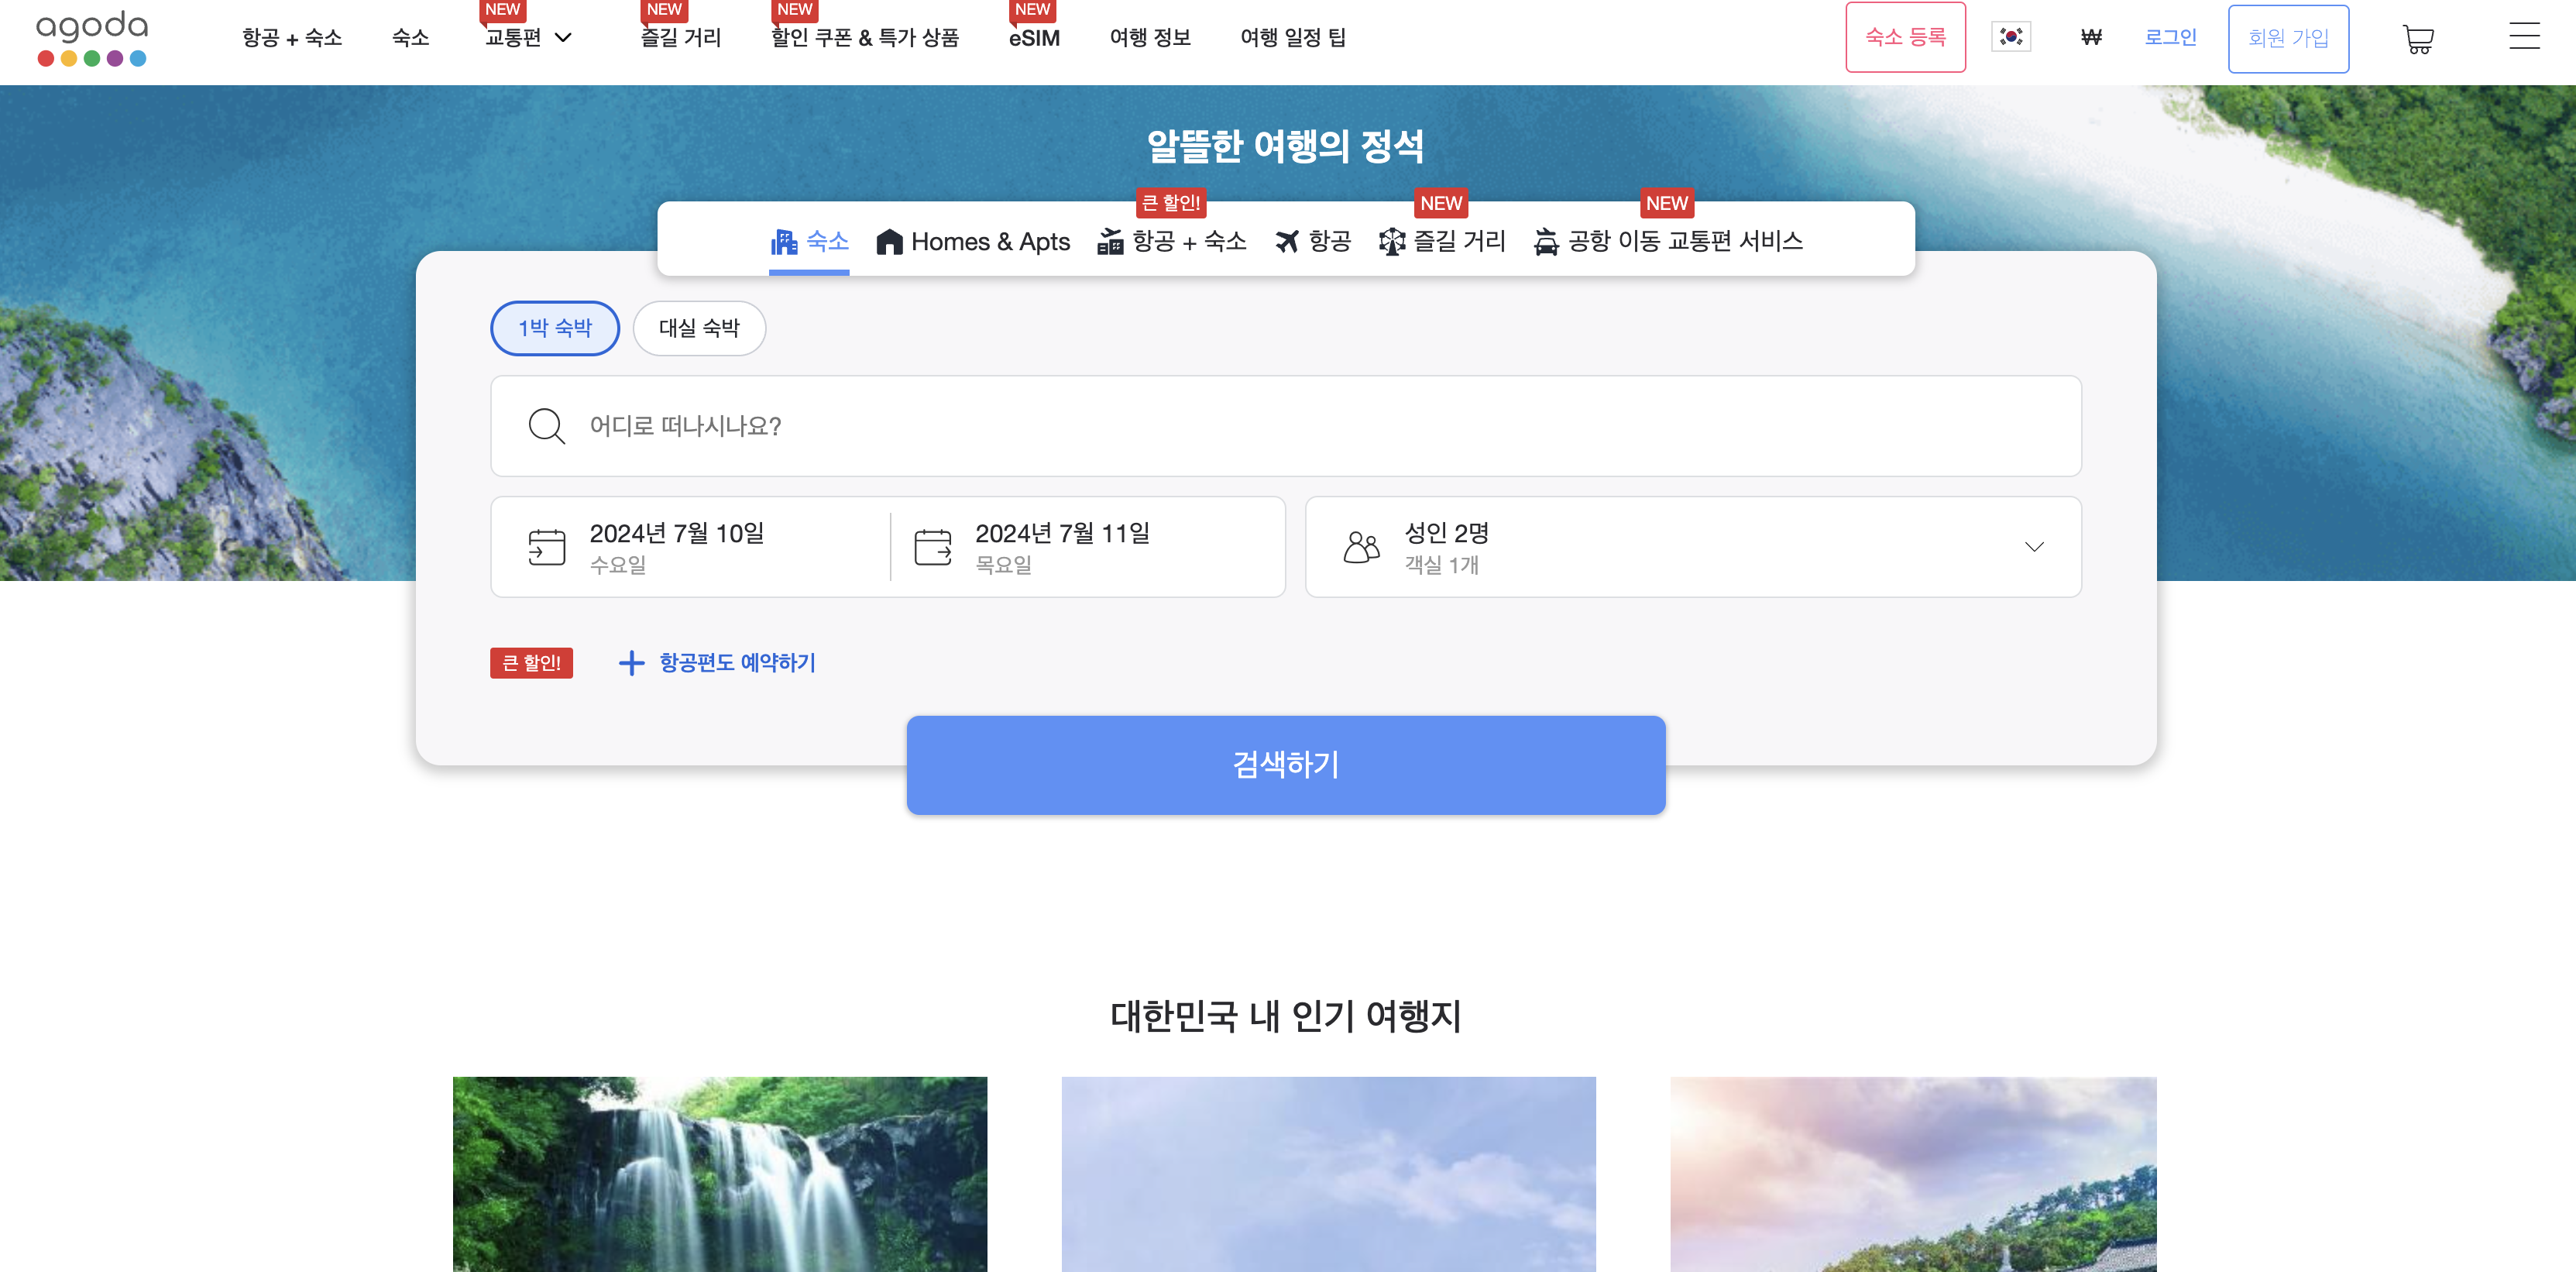 agoda
항공 + 숙소
숙소
NEW
교통편
NEW
즐길 거리
NEW
할인 쿠폰 & 특가 상품
NEW
eSIM
여행 정보
여행 일정 팁
숙소 등록
₩
로그인
회원 가입
알뜰한 여행의 정석
숙소
Homes & Apts
큰 할인!
항공 + 숙소
항공
NEW
즐길 거리
NEW
공항 이동 교통편 서비스
1박 숙박
대실 숙박
어디로 떠나시나요?
2024년 7월 10일
수요일
2024년 7월 11일
목요일
성인 2명
객실 1개
큰 할인!
항공편도 예약하기
검색하기
대한민국 내 인기 여행지